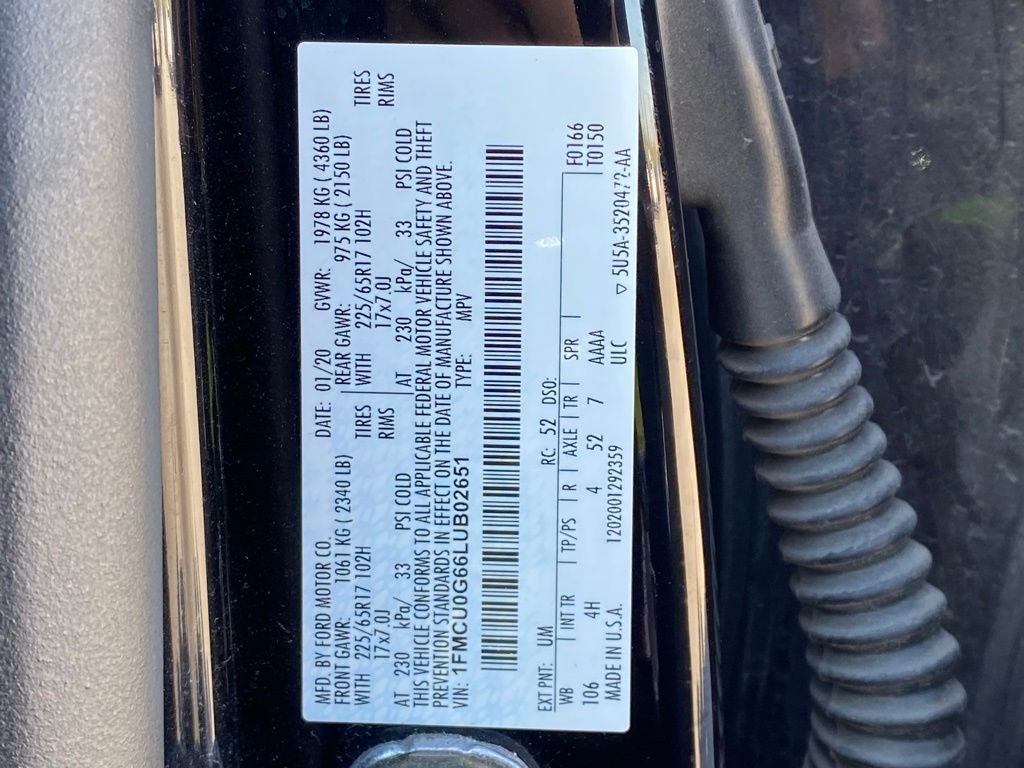 MFD. BY FORD MOTOR CO. DATE: 01/20 GVWR: 1978 KG ( 4360 LB)
FRONT GAWR: 1061 KG ( 2340 LB) REAR GAWR: 975 KG ( 2150 LB)
WITH 225/65R17 102H TIRES WITH 225/65R17 102H TIRES
17x7.0J RIMS 17x7.0J RIMS
AT 230 kPa/ 33 PSI COLD AT 230 kPa/ 33 PSI COLD
THIS VEHICLE CONFORMS TO ALL APPLICABLE FEDERAL MOTOR VEHICLE SAFETY AND THEFT
PREVENTION STANDARDS IN EFFECT ON THE DATE OF MANUFACTURE SHOWN ABOVE.
VIN: 1FMCU0G66LUB02651 TYPE: MPV
EXT PNT: UM RC: 52 DSO:
WB INT TR TP/PS R AXLE TR SPR F0166
106 4H 4 52 7 AAAA T0150
MADE IN U.S.A. 120200129​2359 ULC ▽ 5U5A-3520472-AA